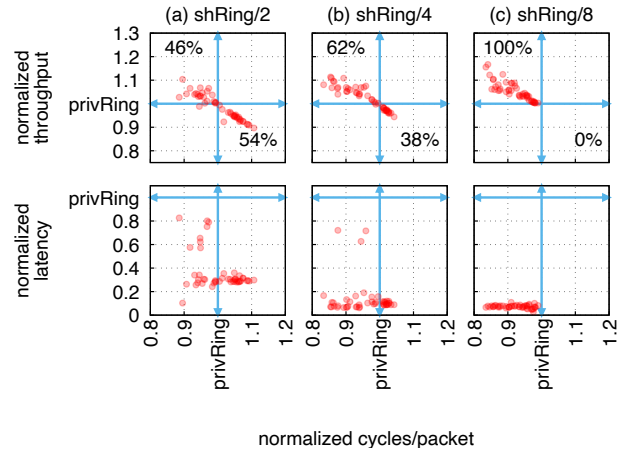 (a) shRing/2 (b) shRing/4 (c) shRing/8
normalized throughput
1.3
1.2
1.1
privRing
0.9
0.8
46%
54%
62%
38%
100%
0%
normalized latency
privRing
0.8
0.6
0.4
0.2
0
0.8 0.9 privRing 1.1 1.2 0.8 0.9 privRing 1.1 1.2 0.8 0.9 privRing 1.1 1.2
normalized cycles/packet